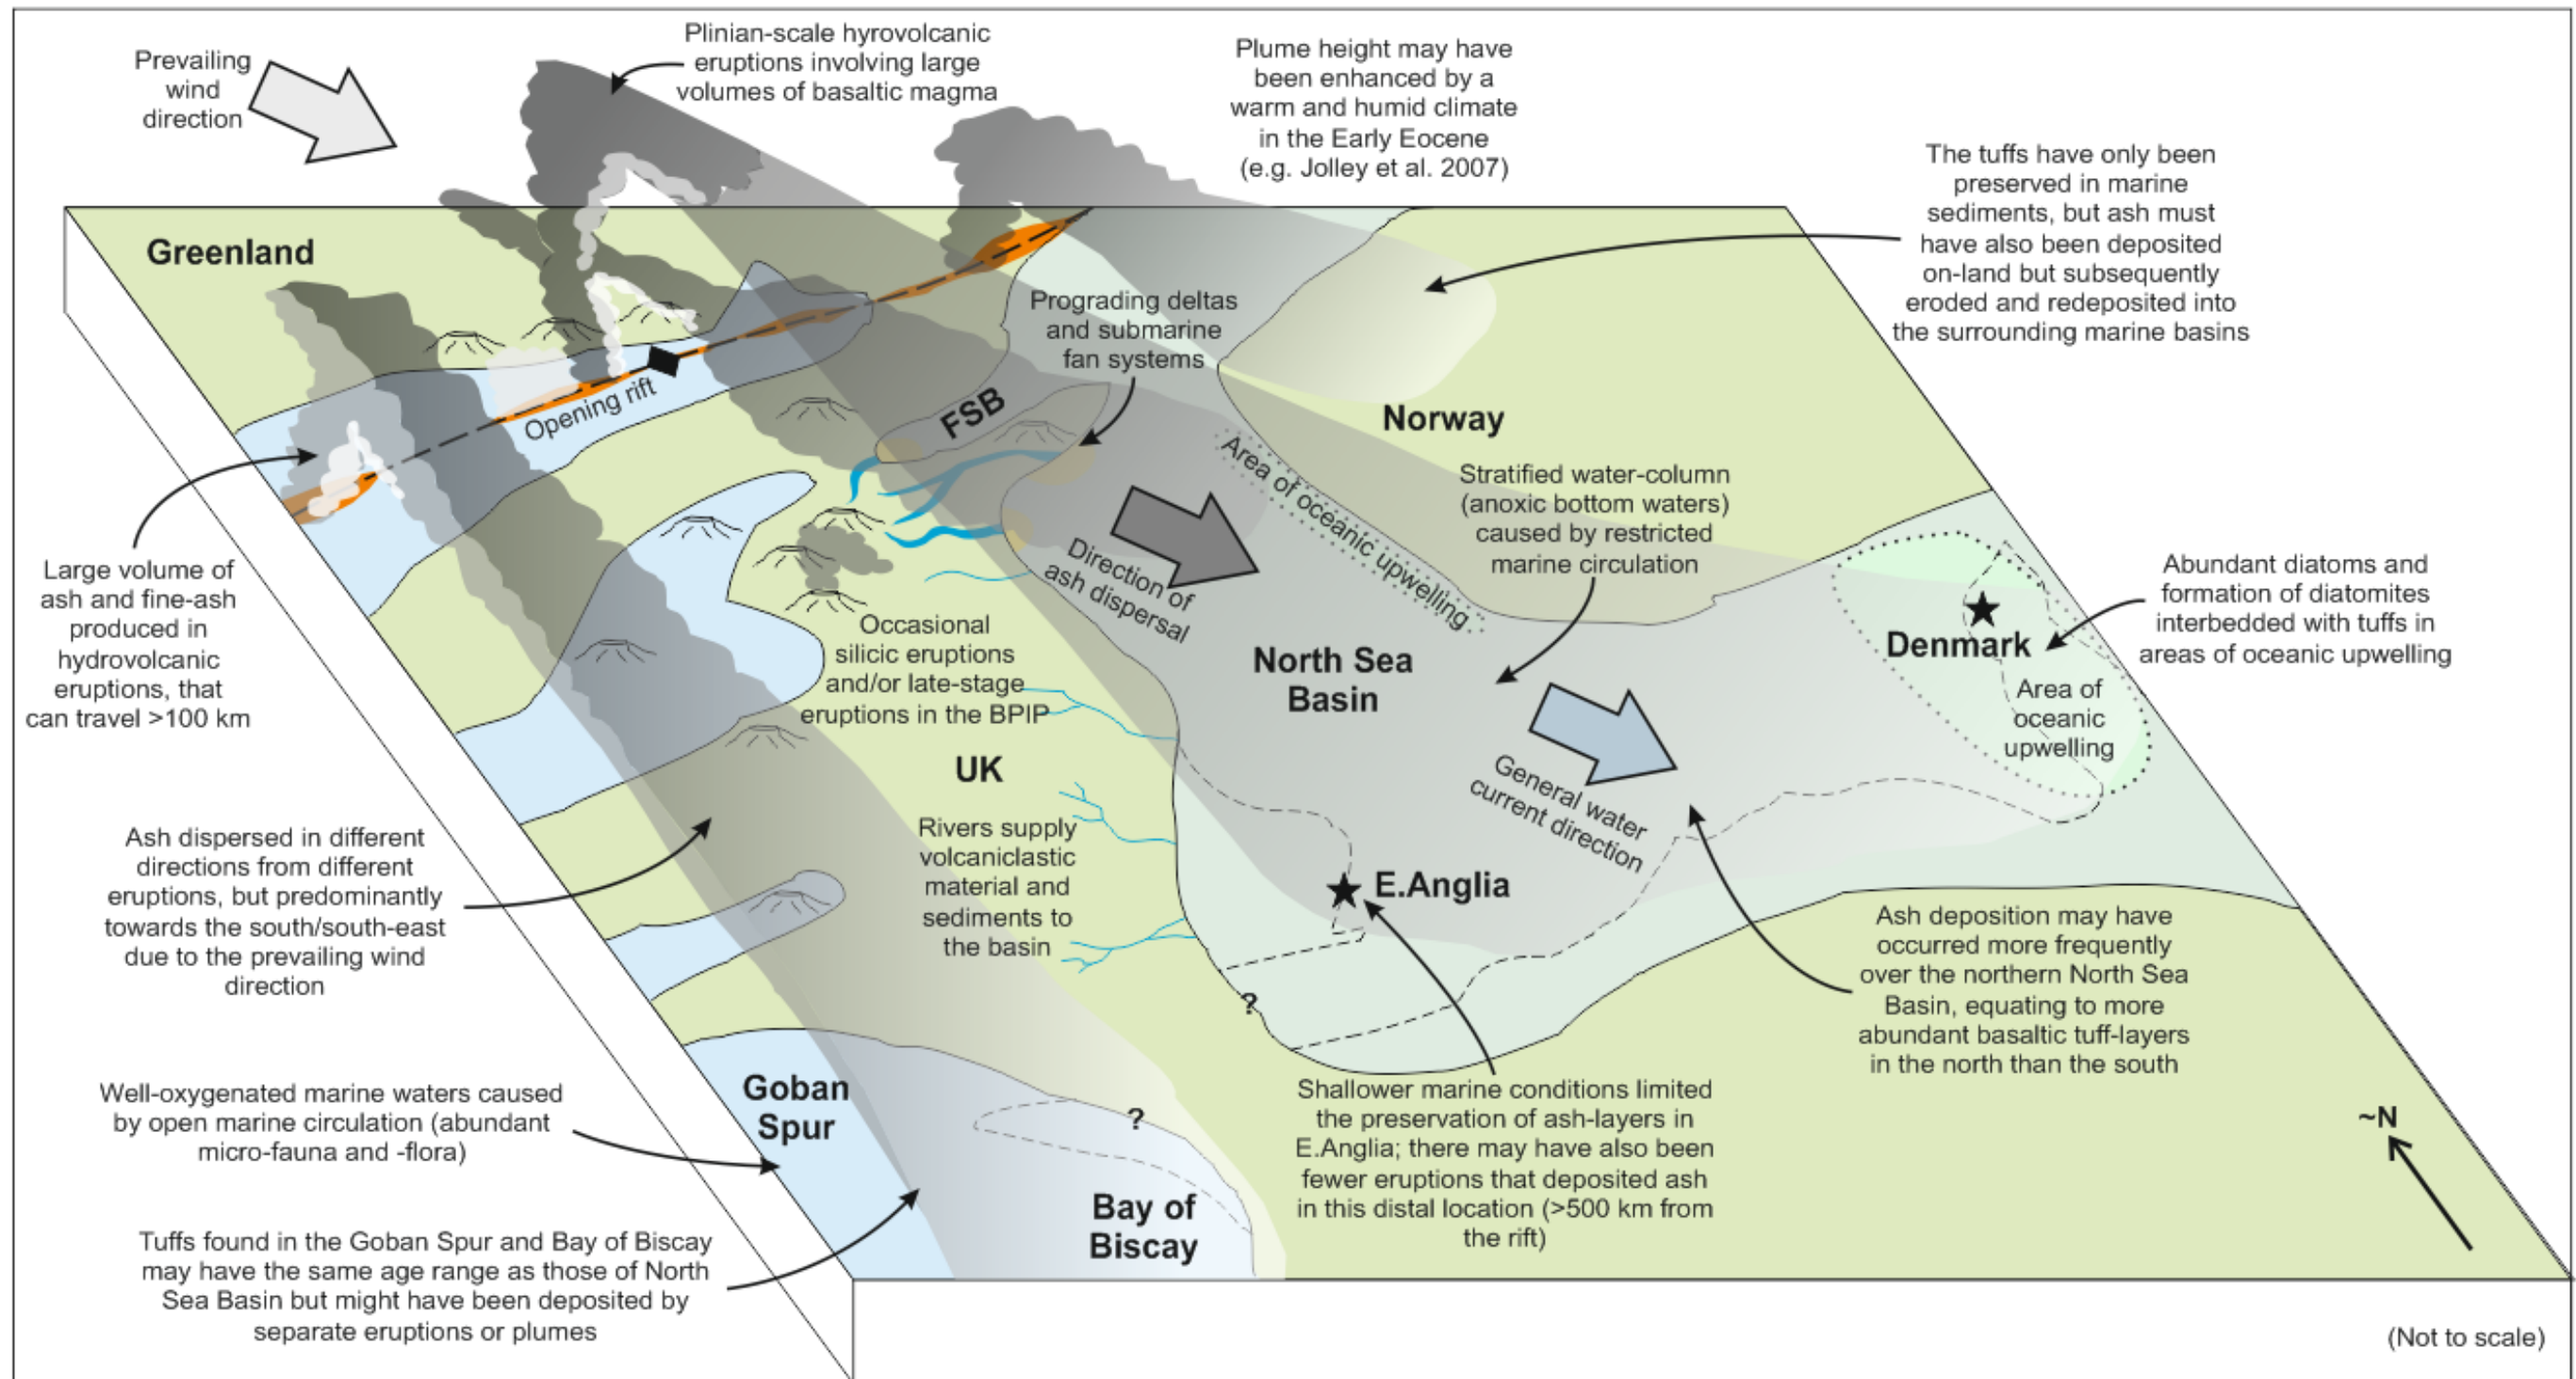 Prevailing
wind
direction
Plinian-scale hyrovolcanic
eruptions involving large
volumes of basaltic magma
Plume height may have
been enhanced by a
warm and humid climate
in the Early Eocene
(e.g. Jolley et al. 2007)
The tuffs have only been
preserved in marine
sediments, but ash must
have also been deposited
on-land but subsequently
eroded and redeposited into
the surrounding marine basins
Greenland
Prograding deltas
and submarine
fan systems
Opening rift
FSB
Norway
Area of oceanic upwelling
Stratified water-column
(anoxic bottom waters)
caused by restricted
marine circulation
Large volume of
ash and fine-ash
produced in
hydrovolcanic
eruptions, that
can travel >100 km
Direction of
ash dispersal
Occasional
silicic eruptions
and/or late-stage
eruptions in the BPIP
North Sea
Basin
Denmark
Area of
oceanic
upwelling
Abundant diatoms and
formation of diatomites
interbedded with tuffs in
areas of oceanic upwelling
UK
General water
current direction
Rivers supply
volcaniclastic
material and
sediments to
the basin
E.Anglia
Ash dispersed in different
directions from different
eruptions, but predominantly
towards the south/south-east
due to the prevailing wind
direction
?
Ash deposition may have
occurred more frequently
over the northern North Sea
Basin, equating to more
abundant basaltic tuff-layers
in the north than the south
Well-oxygenated marine waters caused
by open marine circulation (abundant
micro-fauna and -flora)
Goban
Spur
?
Shallower marine conditions limited
the preservation of ash-layers in
E.Anglia; there may have also been
fewer eruptions that deposited ash
in this distal location (>500 km from
the rift)
~N
Bay of
Biscay
Tuffs found in the Goban Spur and Bay of Biscay
may have the same age range as those of North
Sea Basin but might have been deposited by
separate eruptions or plumes
(Not to scale)